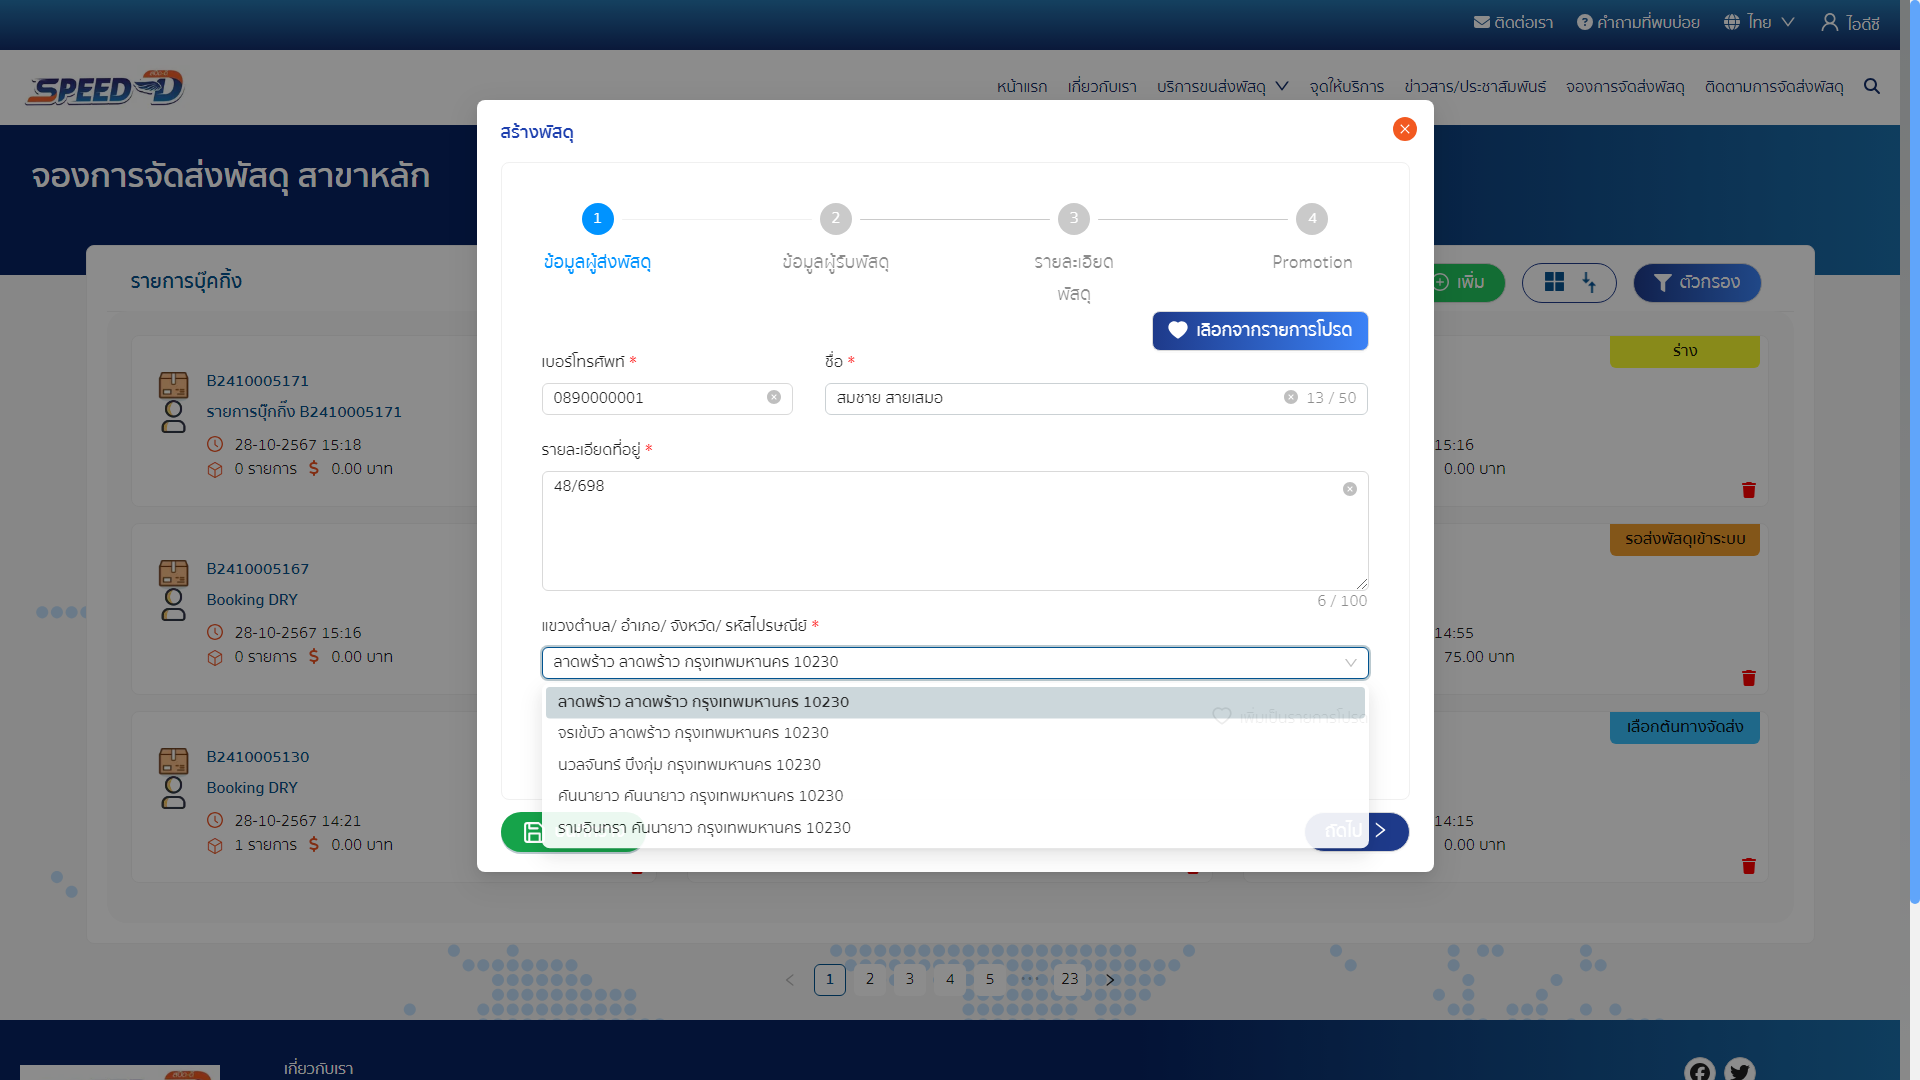 ติดต่อเรา
คำถามที่พบบ่อย
ไทย
ไอดีซี
SPEED-D
หน้าแรก
เกี่ยวกับเรา
บริการขนส่งพัสดุ
จุดให้บริการ
ข่าวสาร/ประชาสัมพันธ์
จองการจัดส่งพัสดุ
ติดตามการจัดส่งพัสดุ
จองการจัดส่งพัสดุ สาขาหลัก
รายการบุ๊คกิ้ง
เพิ่ม
ตัวกรอง
สร้างพัสดุ
1
2
3
4
ข้อมูลผู้ส่งพัสดุ
ข้อมูลผู้รับพัสดุ
รายละเอียด
พัสดุ
Promotion
เลือกจากรายการโปรด
เบอร์โทรศัพท์ *
ชื่อ *
0890000001
สมชาย สายเสมอ
13 / 50
รายละเอียดที่อยู่ *
48/698
6 / 100
แขวงตำบล/ อำเภอ/ จังหวัด/ รหัสไปรษณีย์ *
ลาดพร้าว ลาดพร้าว กรุงเทพมหานคร 10230
ลาดพร้าว ลาดพร้าว กรุงเทพมหานคร 10230
เพิ่มเป็นรายการโปรด
จรเข้บัว ลาดพร้าว กรุงเทพมหานคร 10230
นวลจันทร์ บึงกุ่ม กรุงเทพมหานคร 10230
คันนายาว คันนายาว กรุงเทพมหานคร 10230
รามอินทรา คันนายาว กรุงเทพมหานคร 10230
ถัดไป
B2410005171
รายการบุ๊กกิ๊ง B2410005171
28-10-2567 15:18
0 รายการ $ 0.00 บาท
ร่าง
15:16
0.00 บาท
B2410005167
Booking DRY
28-10-2567 15:16
0 รายการ $ 0.00 บาท
รอส่งพัสดุเข้าระบบ
14:55
75.00 บาท
B2410005130
Booking DRY
28-10-2567 14:21
1 รายการ $ 0.00 บาท
เลือกต้นทางจัดส่ง
14:15
0.00 บาท
1 2 3 4 5 ••• 23
เกี่ยวกับเรา